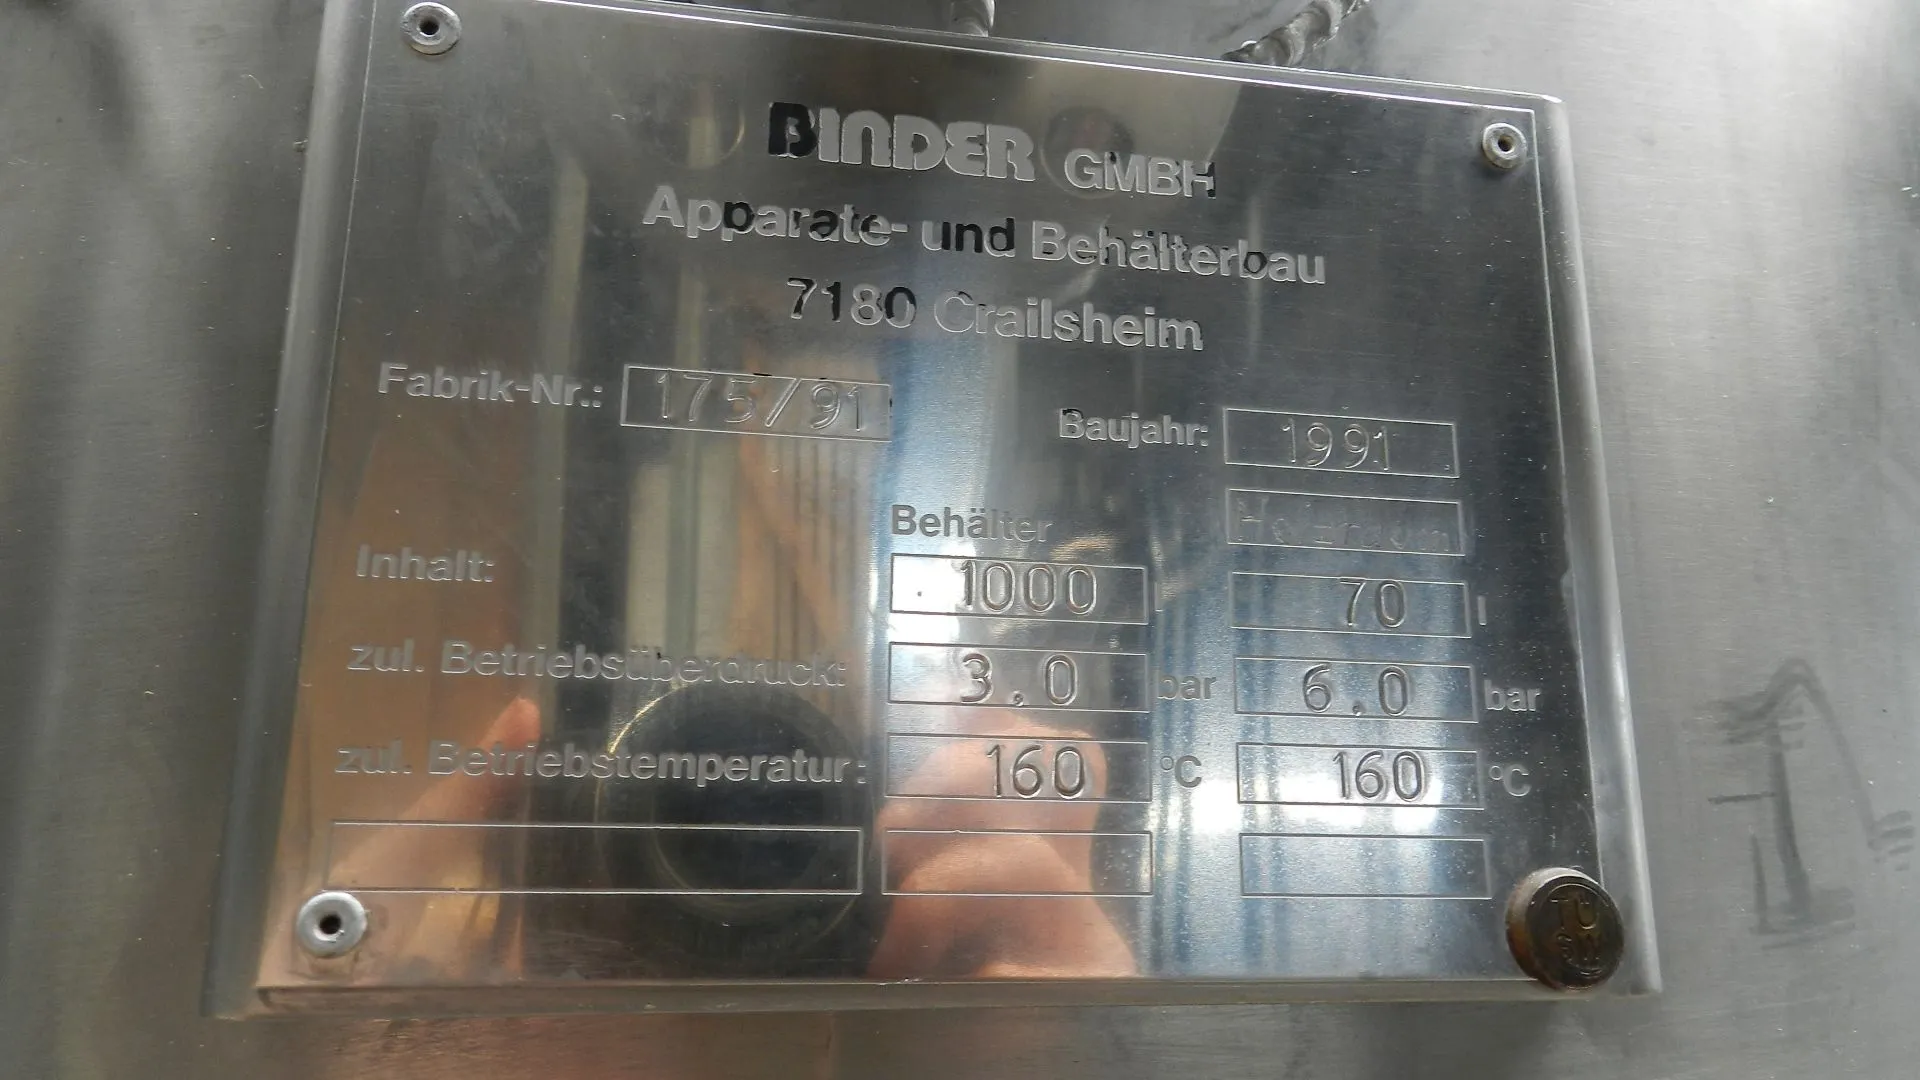 BINDER GMBH
Apparate- und Behälterbau
7180 Crailsheim
Fabrik-Nr.: 175/91 Baujahr: 1991
Behälter Heizraum
Inhalt: 1000 l 70 l
zul. Betriebsüberdruck: 3,0 bar 6,0 bar
zul. Betriebstemperatur: 160 °C 160 °C